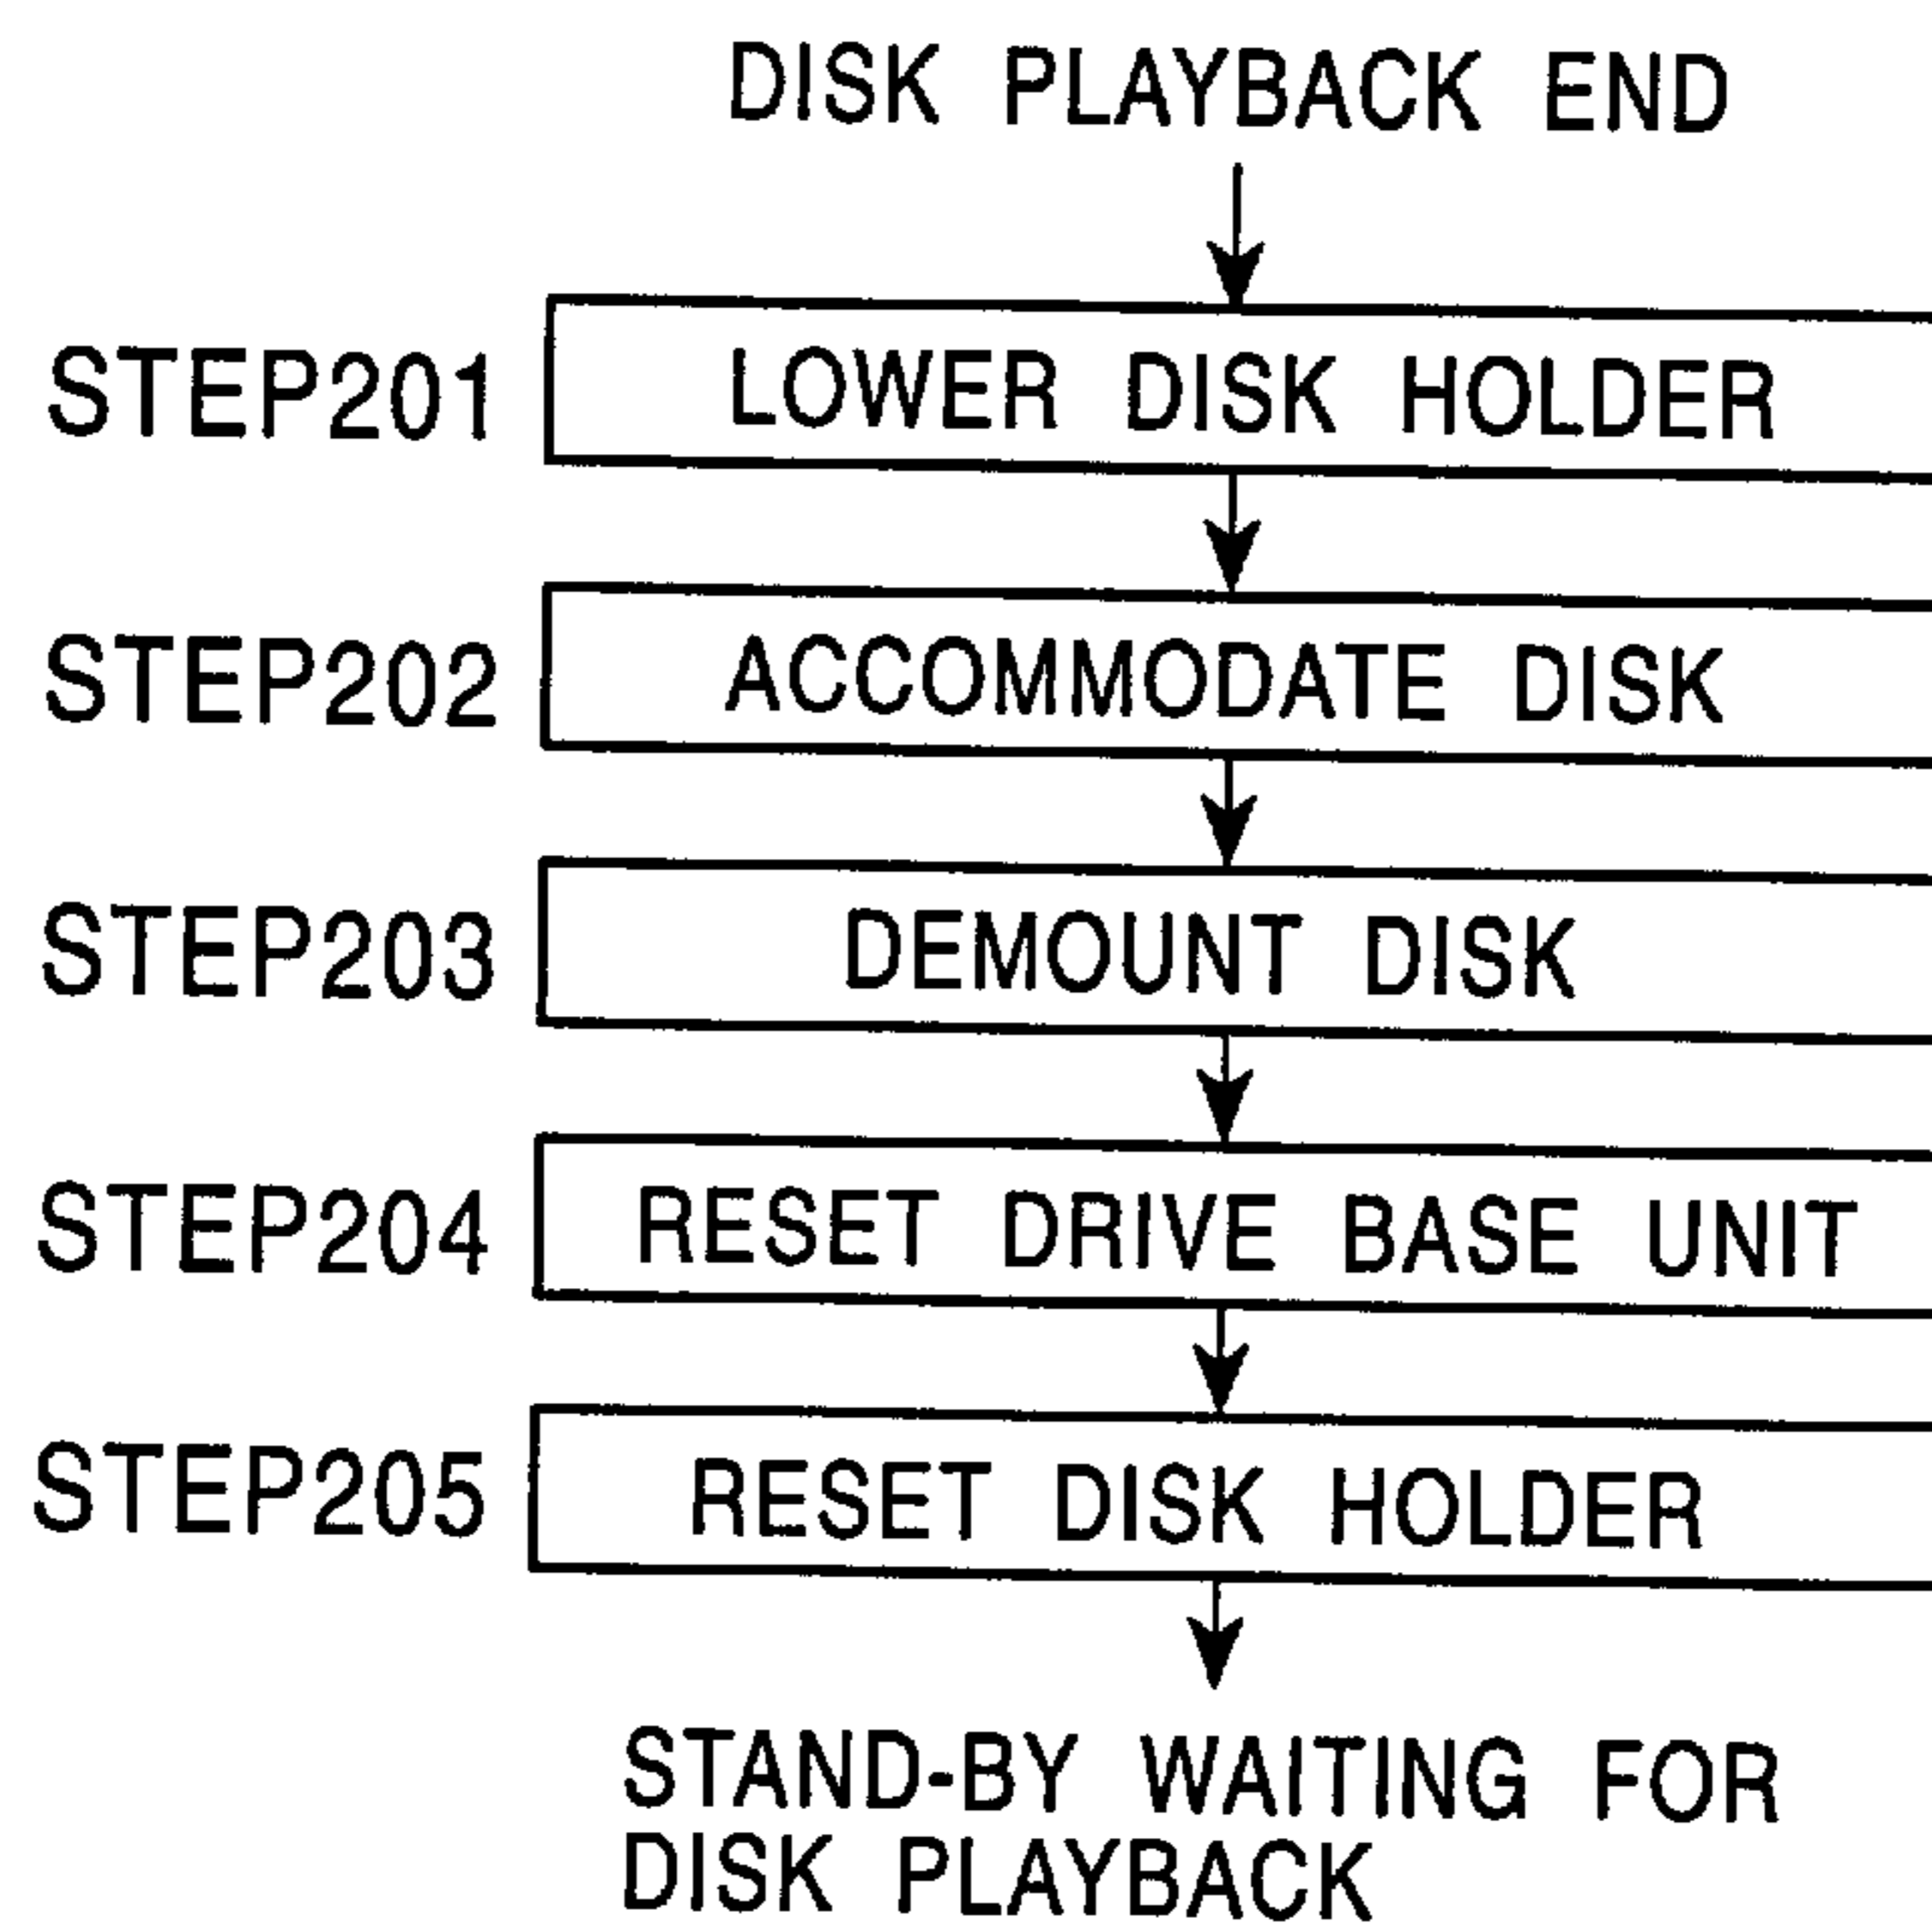 DISK PLAYBACK END
STEP201 LOWER DISK HOLDER
STEP202 ACCOMMODATE DISK
STEP203 DEMOUNT DISK
STEP204 RESET DRIVE BASE UNIT
STEP205 RESET DISK HOLDER
STAND-BY WAITING FOR
DISK PLAYBACK